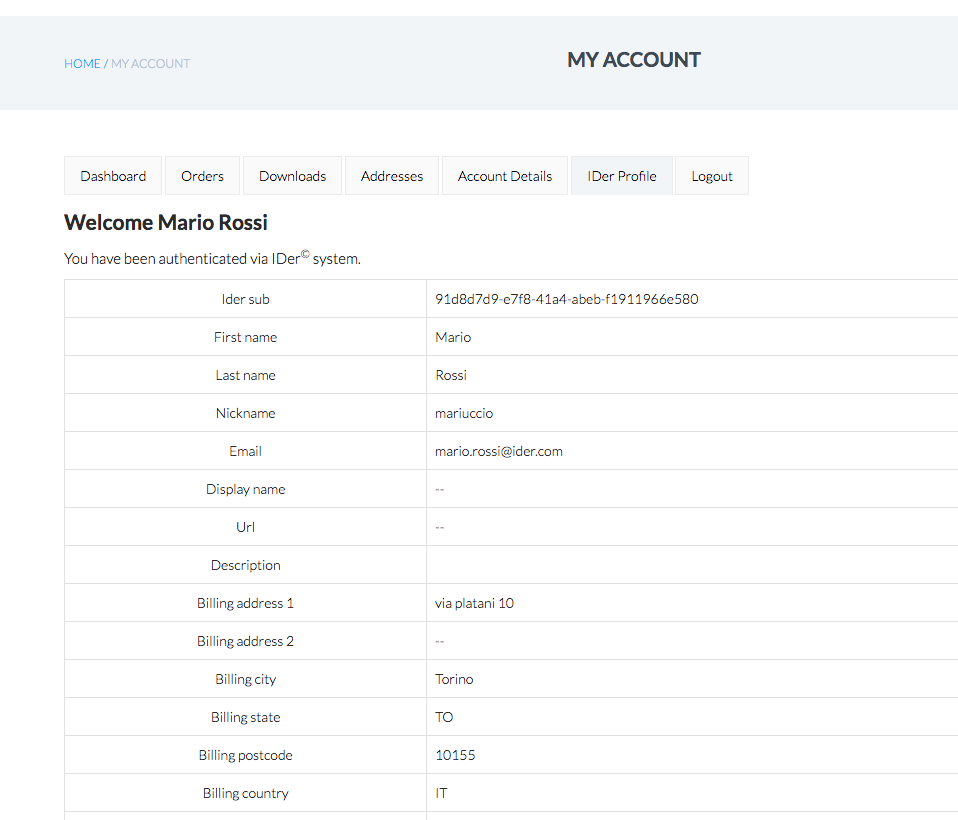 HOME / MY ACCOUNT
MY ACCOUNT
Dashboard Orders Downloads Addresses Account Details IDer Profile Logout
Welcome Mario Rossi
You have been authenticated via IDer© system.
Ider sub 91d8d7d9-e7f8-41a4-abeb-f1911966e580
First name Mario
Last name Rossi
Nickname mariuccio
Email mario.rossi@ider.com
Display name --
Url --
Description
Billing address 1 via platani 10
Billing address 2 --
Billing city Torino
Billing state TO
Billing postcode 10155
Billing country IT